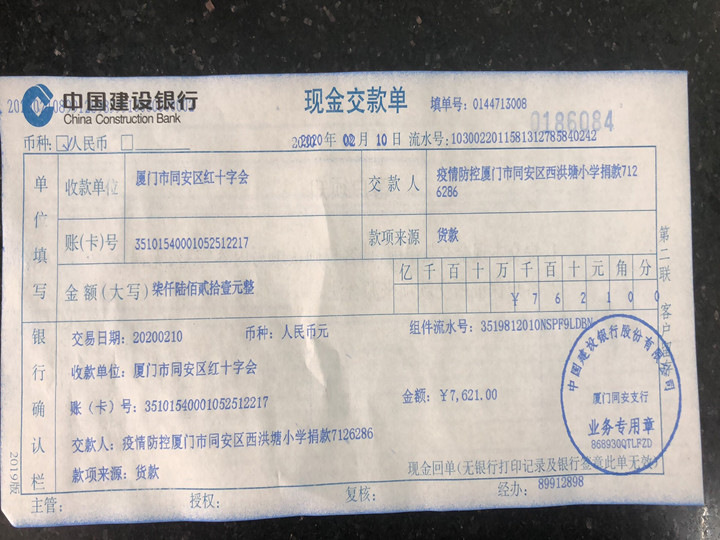 中国建设银行
China Construction Bank
现金交款单
填单号：0144713008
0186084
币种：☑人民币 □
2020年 02月 10日 流水号：1030022011581312785840242
单位填写
收款单位 厦门市同安区红十字会
交款人 疫情防控厦门市同安区西洪塘小学捐款7126286
账(卡)号 35101540001052512217
款项来源 货款
金额(大写) 柒仟陆佰贰拾壹元整
亿千百十万千百十元角分
¥762100
银行确认栏
交易日期：20200210 币种：人民币元 组件流水号：3519812010NSPF9LDBN
收款单位：厦门市同安区红十字会
账（卡）号：35101540001052512217 金额：¥7,621.00
交款人：疫情防控厦门市同安区西洪塘小学捐款7126286
款项来源：货款
现金回单(无银行打印记录及银行签章此单无效)
主管： 授权： 复核： 经办：89912898
第二联 客户
中国建设银行股份有限公司
厦门同安支行
业务专用章
868930QTLFZD
2019版